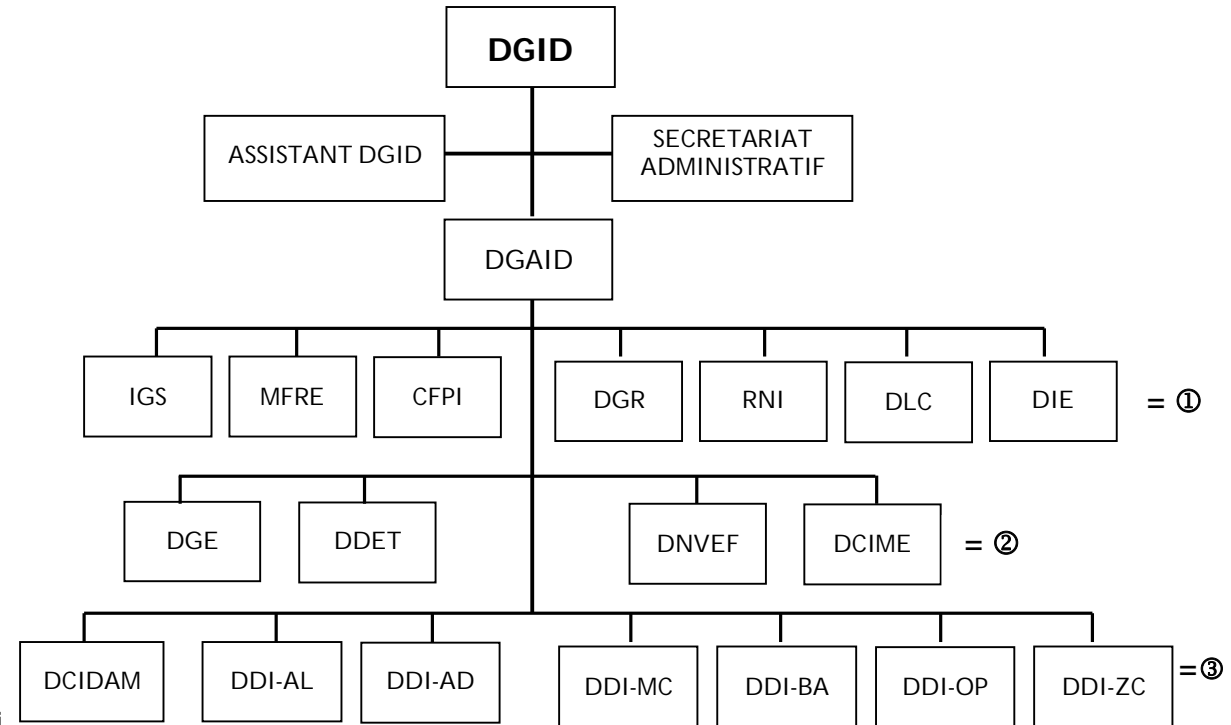 DGID
ASSISTANT DGID
SECRETARIAT
ADMINISTRATIF
DGAID
IGS
MFRE
CFPI
DGR
RNI
DLC
DIE
= ①
DGE
DDET
DNVEF
DCIME
= ②
DCIDAM
DDI-AL
DDI-AD
DDI-MC
DDI-BA
DDI-OP
DDI-ZC
=③